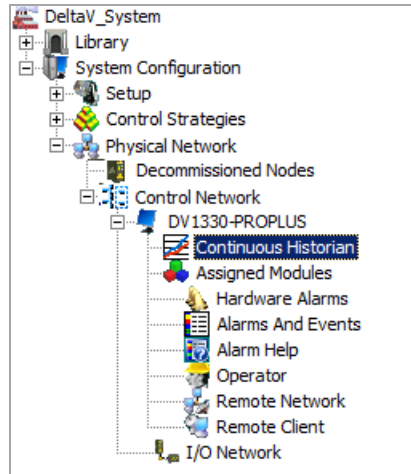 DeltaV_System
Library
System Configuration
Setup
Control Strategies
Physical Network
Decommissioned Nodes
Control Network
DV1330-PROPLUS
Continuous Historian
Assigned Modules
Hardware Alarms
Alarms And Events
Alarm Help
Operator
Remote Network
Remote Client
I/O Network